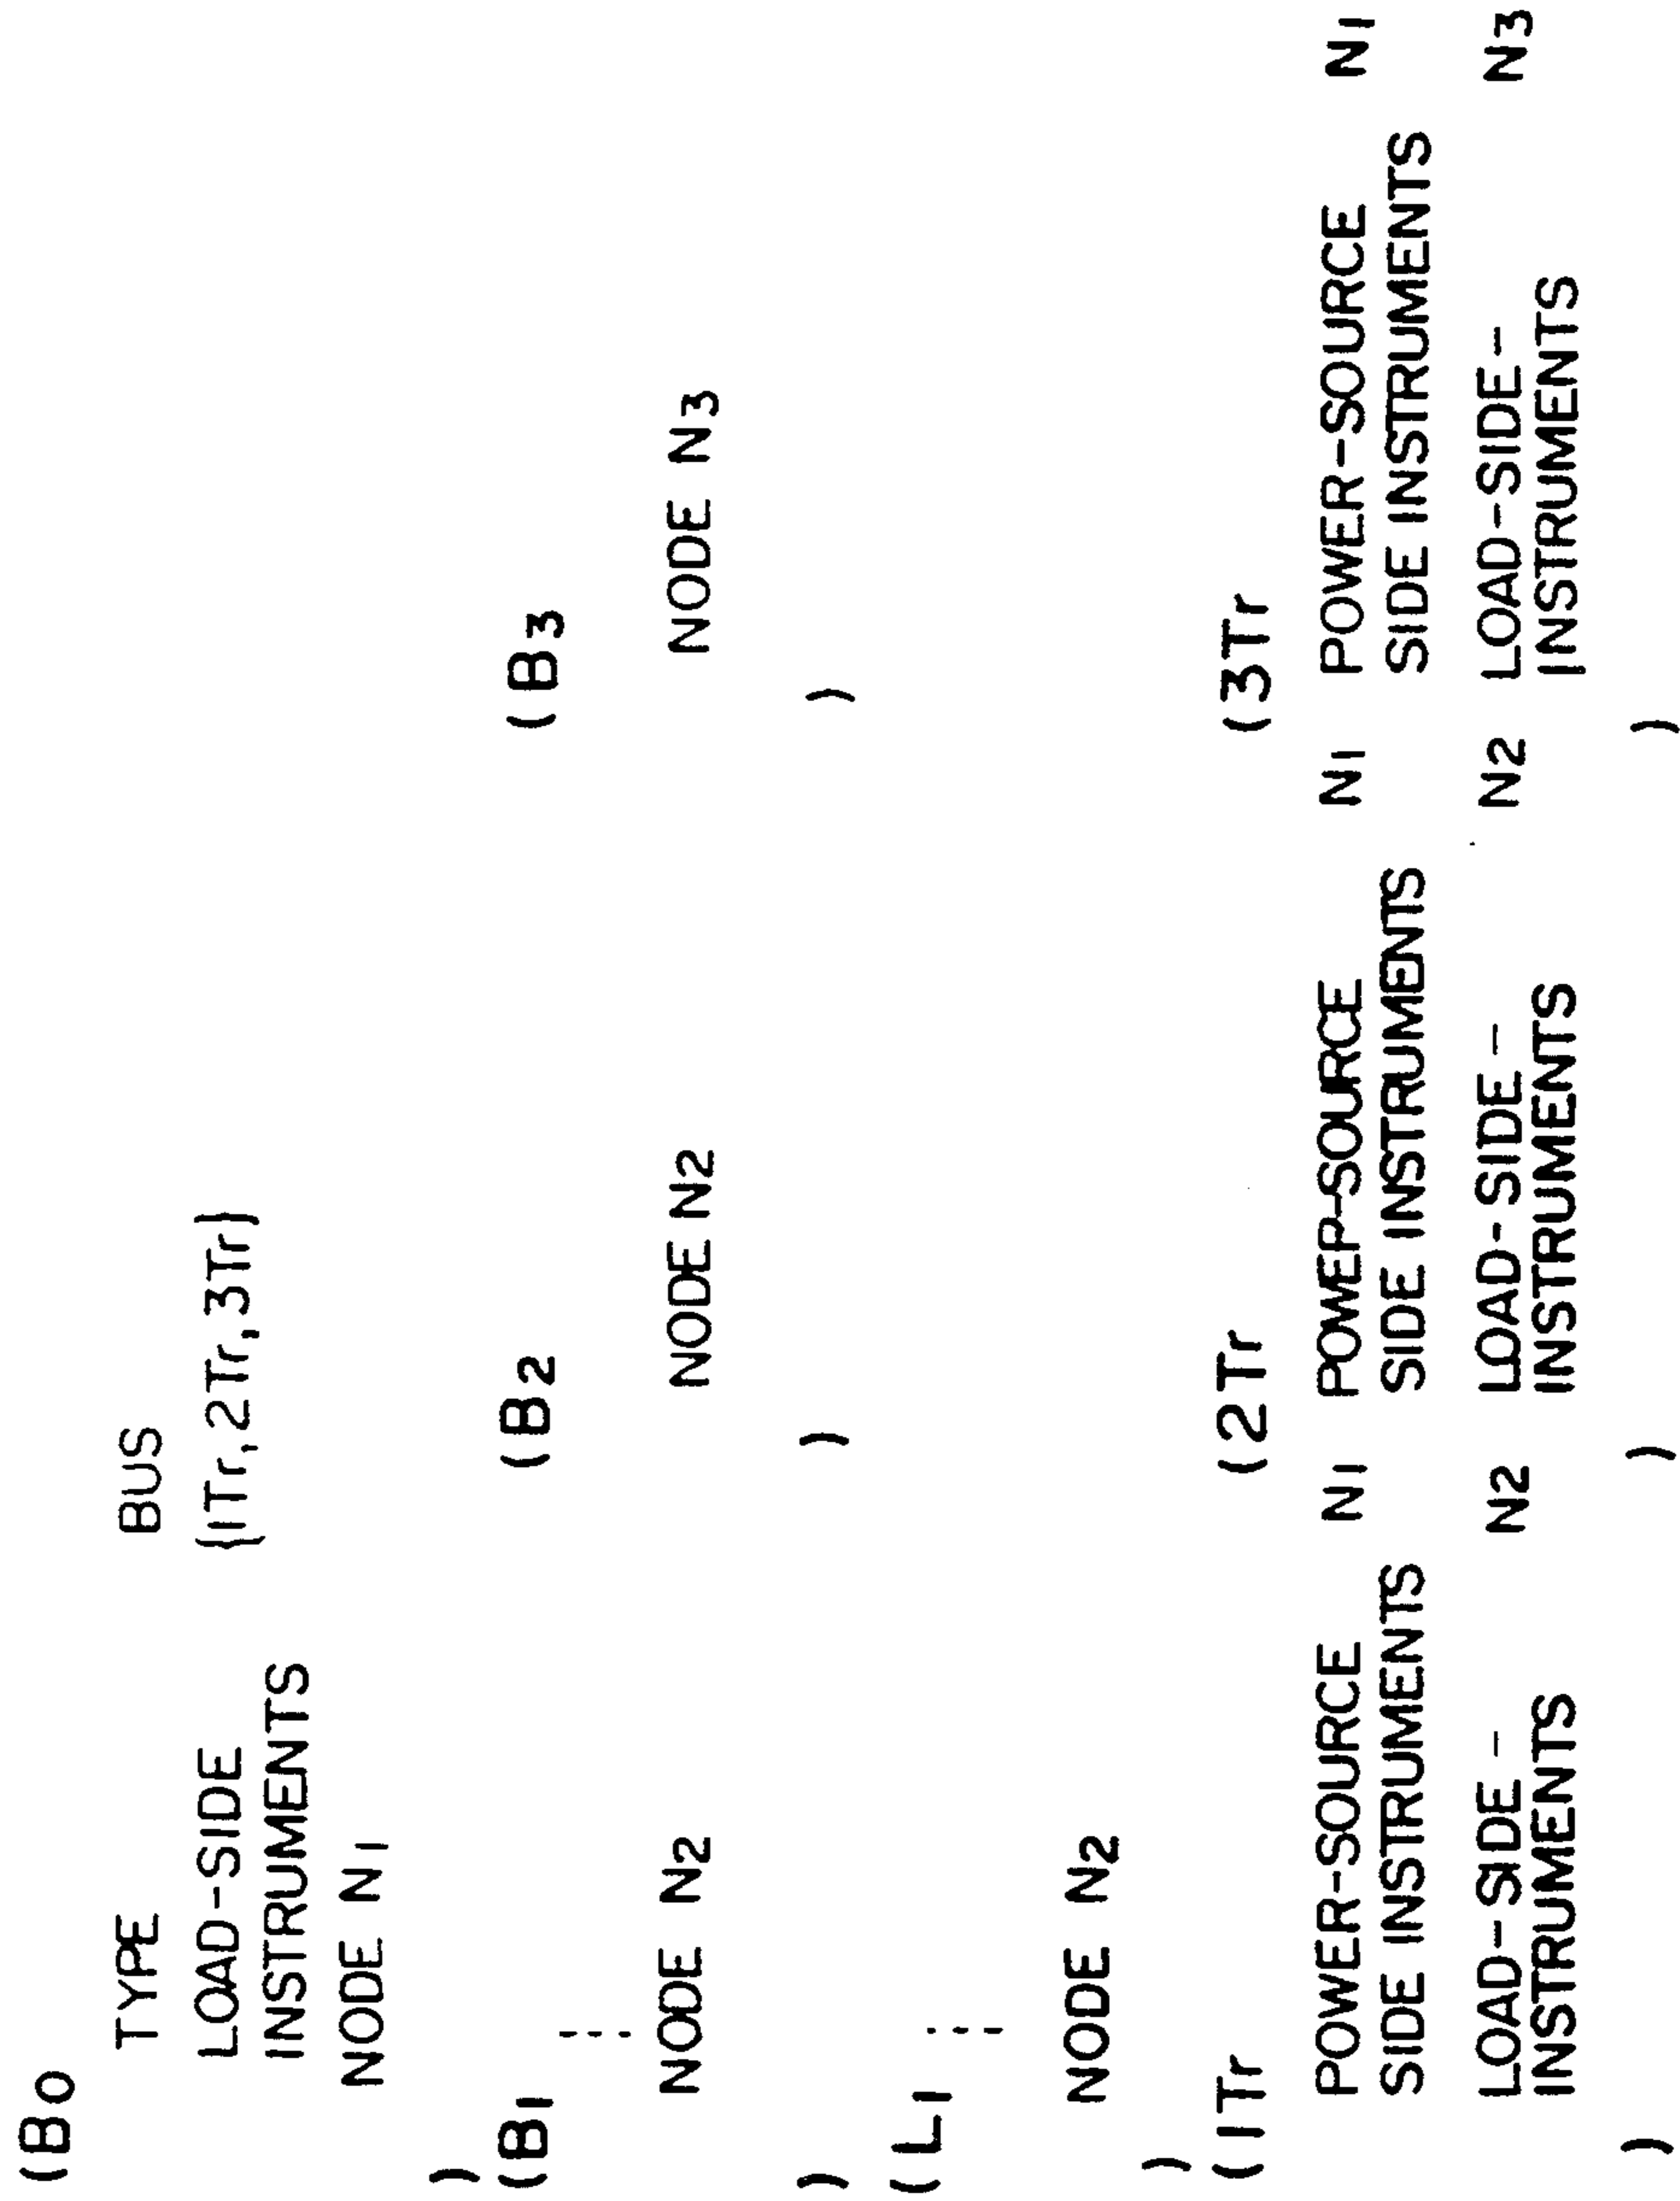 (B0
TYPE BUS
LOAD-SIDE {1Tr,2Tr,3Tr}
INSTRUMENTS
NODE N1
)
(B1 (B2 (B3
NODE N2 NODE N2 NODE N3
) ) )
(L1
NODE N2
)
(1Tr (2Tr (3Tr
POWER-SOURCE N1 POWER-SOURCE N1 POWER-SOURCE N1
SIDE INSTRUMENTS SIDE INSTRUMENTS SIDE INSTRUMENTS
LOAD-SIDE- N2 LOAD-SIDE- N2 LOAD-SIDE- N3
INSTRUMENTS INSTRUMENTS INSTRUMENTS
) ) )